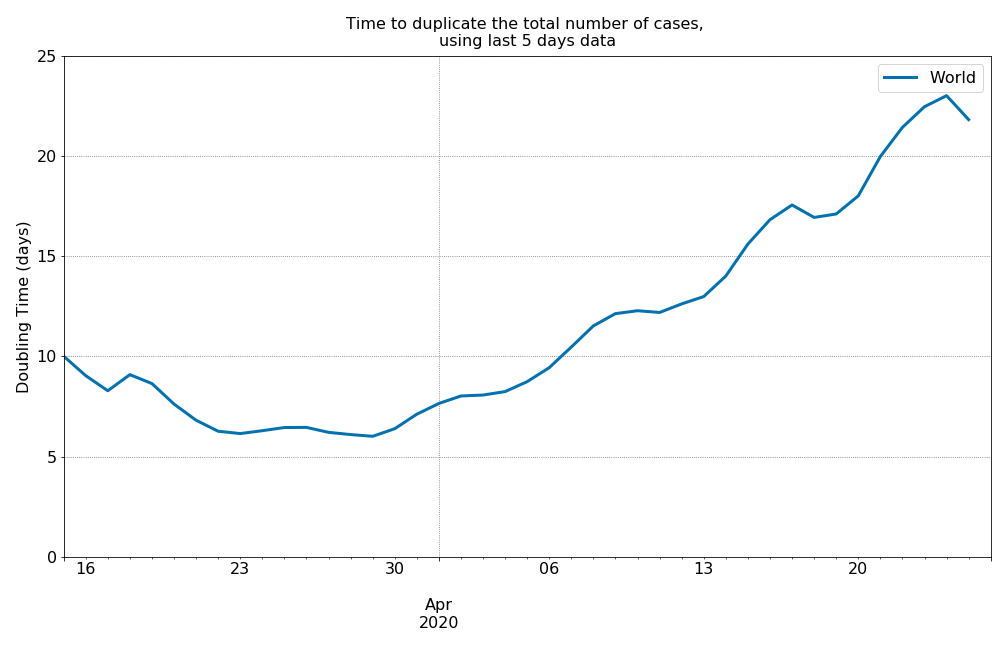 Time to duplicate the total number of cases,
using last 5 days data
World
Doubling Time (days)
25
20
15
10
5
0
16 23 30 06 13 20
Apr
2020